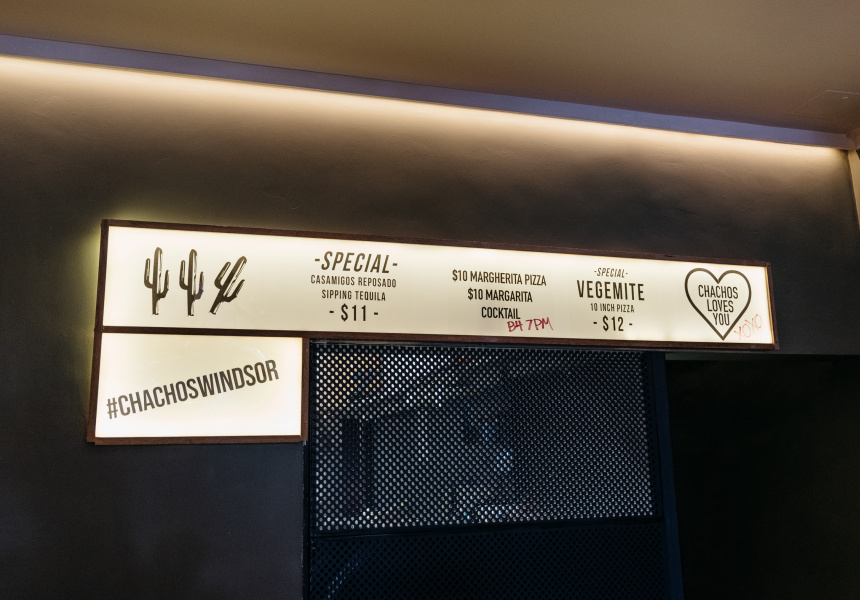 -SPECIAL-
CASAMIGOS REPOSADO
SIPPING TEQUILA
- $11 -
$10 MARGHERITA PIZZA
$10 MARGARITA
COCKTAIL
B4 7PM
-SPECIAL-
VEGEMITE
10 INCH PIZZA
- $12 -
CHACHOS
LOVES
YOU
XOXO
#CHACHOSWINDSOR